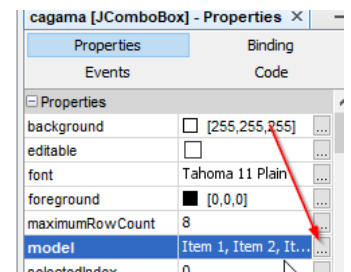 cagama [JComboBox] - Properties ×
Properties Binding
Events Code
Properties
background [255,255,255] ...
editable ...
font Tahoma 11 Plain ...
foreground [0,0,0] ...
maximumRowCount 8 ...
model Item 1, Item 2, It... ...
selectedIndex 0